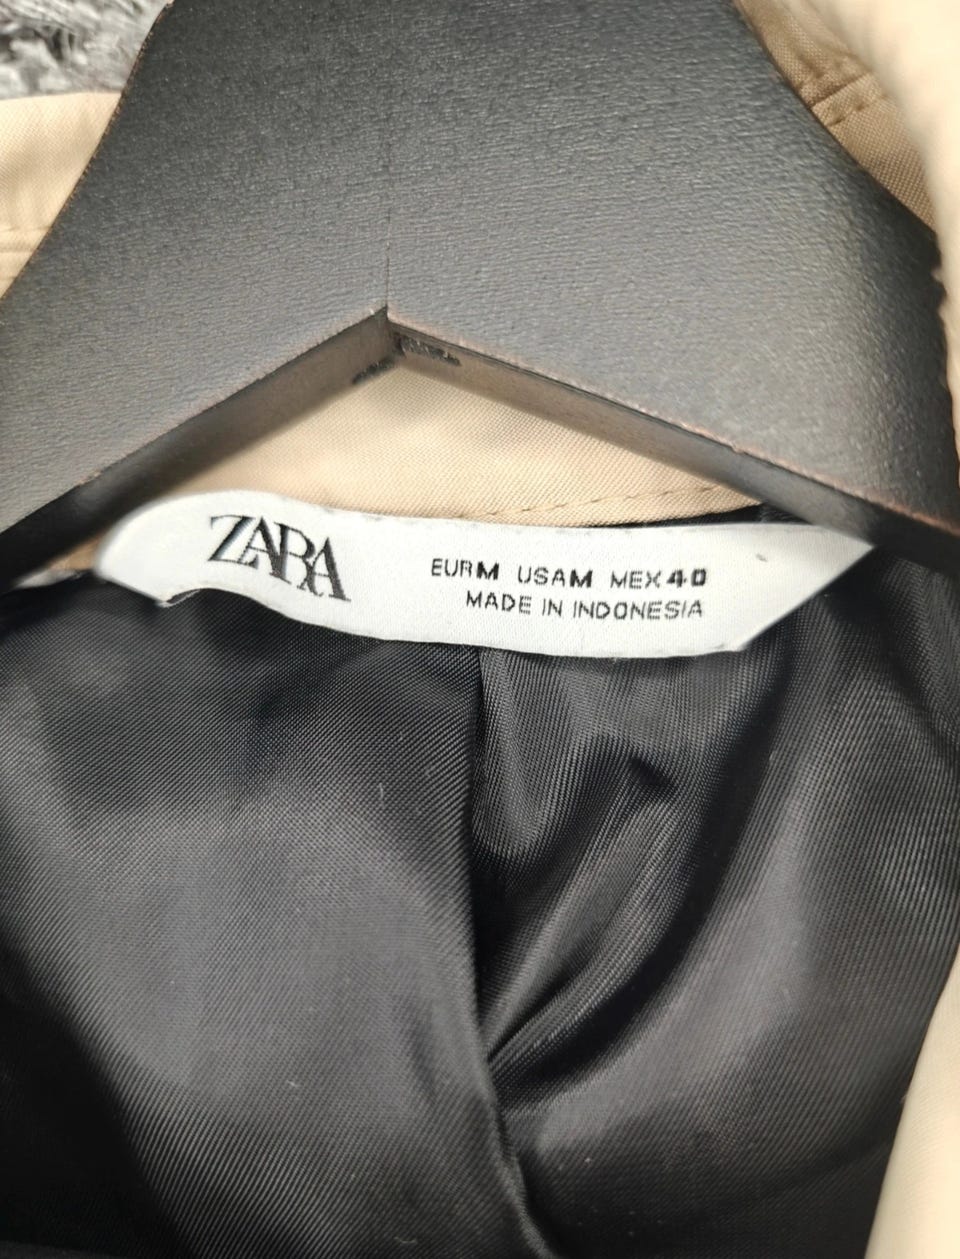 ZARA
EUR M USA M MEX 40
MADE IN INDONESIA